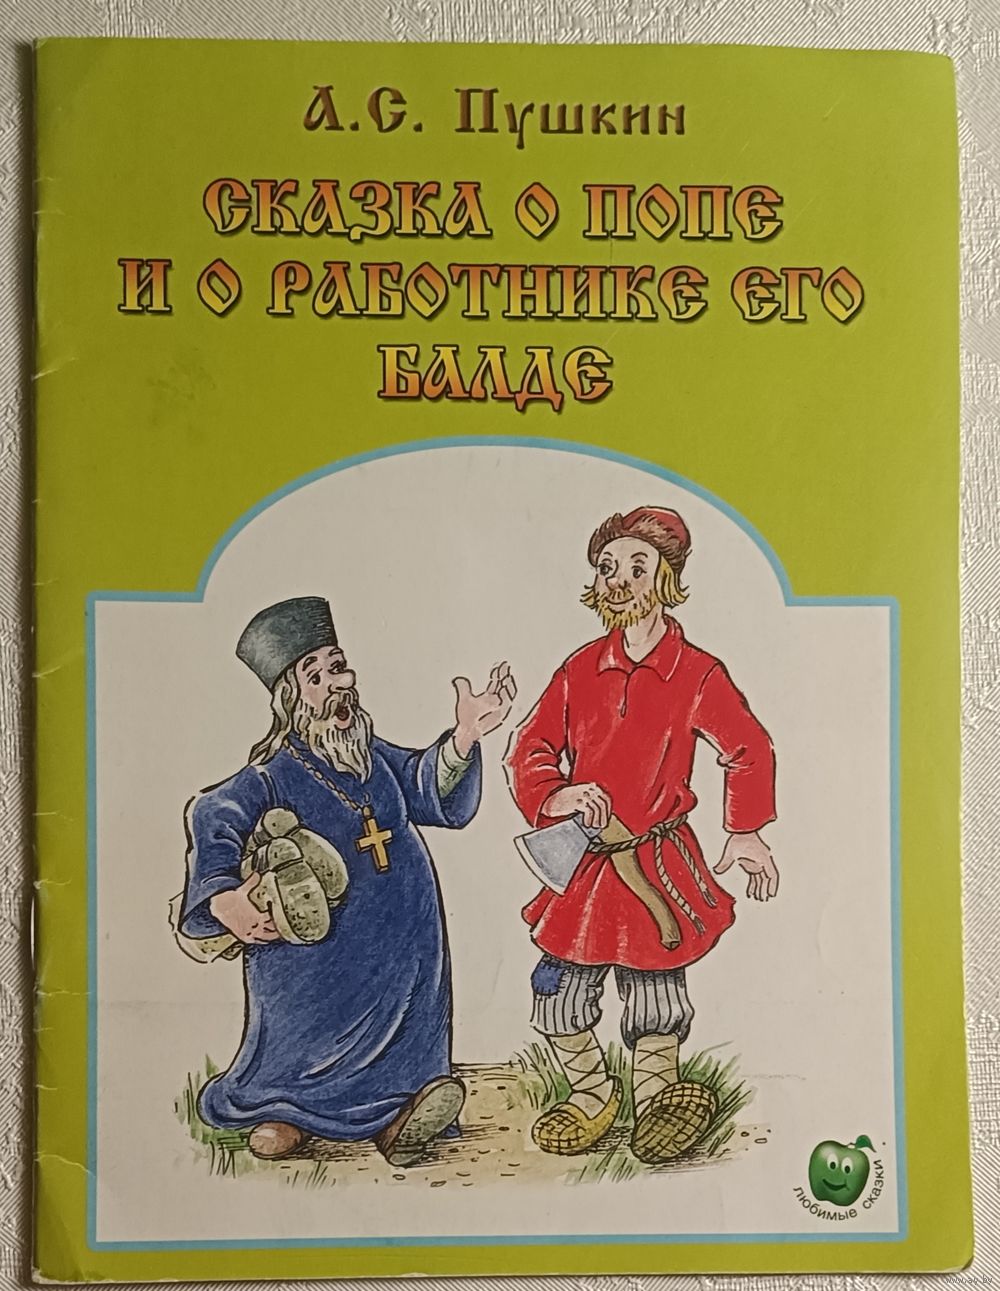 А.С. Пушкин
СКАЗКА О ПОПЕ
И О РАБОТНИКЕ ЕГО
БАЛДЕ
любимые сказки